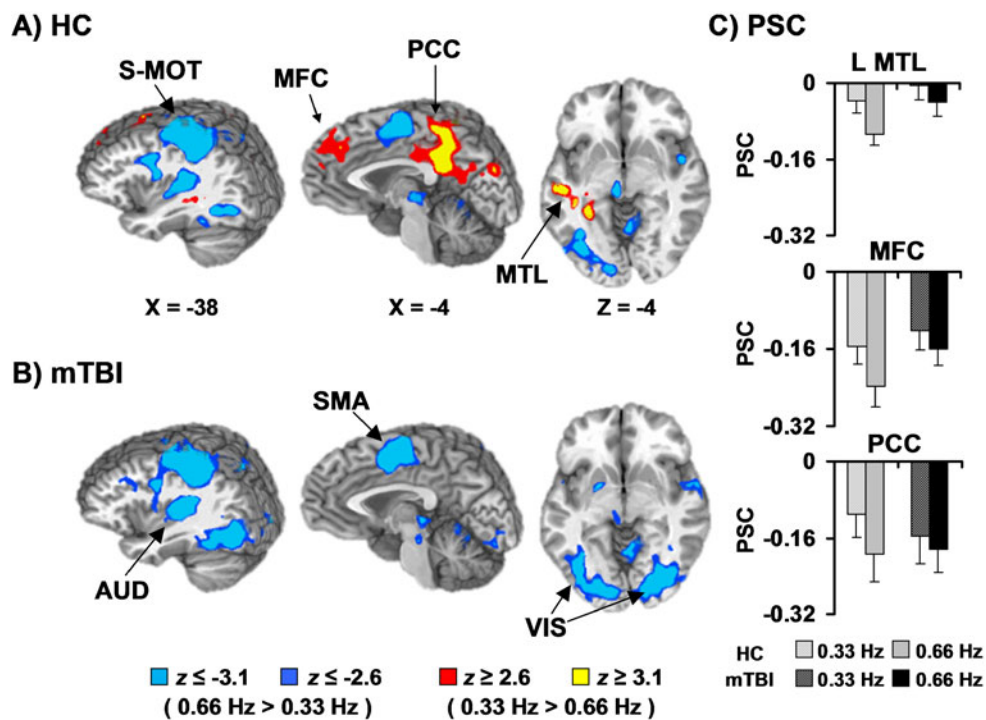 A) HC
S-MOT
MFC
PCC
MTL
X = -38
X = -4
Z = -4
B) mTBI
SMA
AUD
VIS
z ≤ -3.1
z ≤ -2.6
z ≥ 2.6
z ≥ 3.1
( 0.66 Hz > 0.33 Hz )
( 0.33 Hz > 0.66 Hz )
C) PSC
L MTL
0
-0.16
-0.32
PSC
MFC
0
-0.16
-0.32
PSC
PCC
0
-0.16
-0.32
PSC
HC 0.33 Hz 0.66 Hz
mTBI 0.33 Hz 0.66 Hz